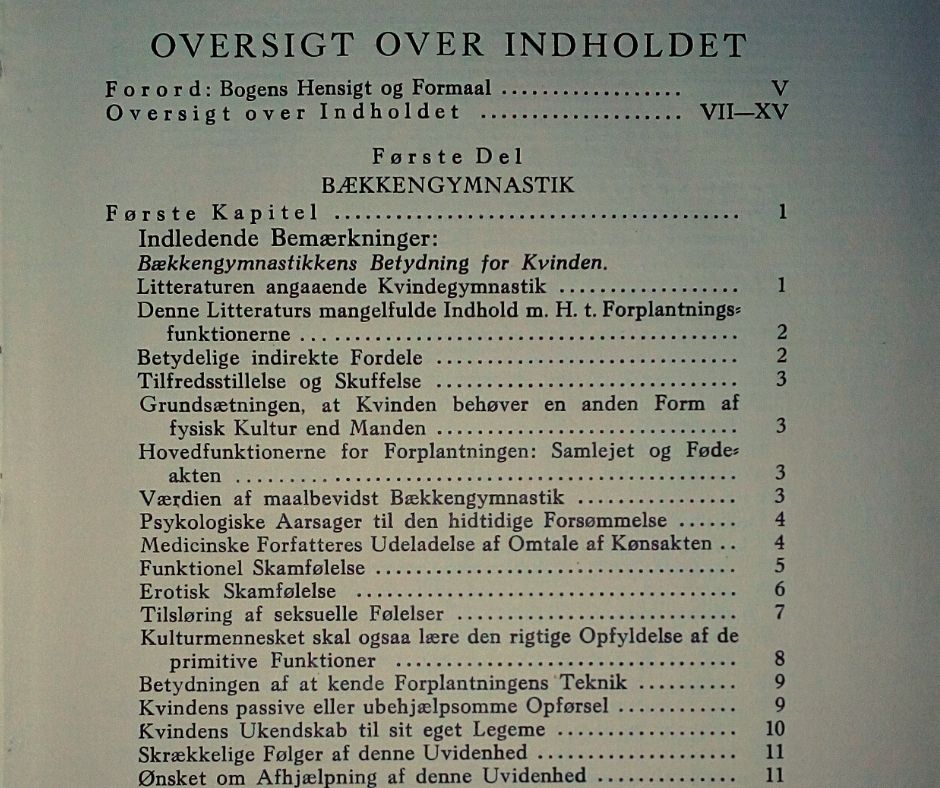 OVERSIGT OVER INDHOLDET
Forord: Bogens Hensigt og Formaal .................. V
Oversigt over Indholdet .................... VII—XV
Første Del
BÆKKENGYMNASTIK
Første Kapitel ....................................... 1
Indledende Bemærkninger:
Bækkengymnastikkens Betydning for Kvinden.
Litteraturen angaaende Kvindegymnastik .................. 1
Denne Litteraturs mangelfulde Indhold m. H. t. Forplantnings=
funktionerne .......................................... 2
Betydelige indirekte Fordele .............................. 2
Tilfredsstillelse og Skuffelse .............................. 3
Grundsætningen, at Kvinden behøver en anden Form af
fysisk Kultur end Manden .............................. 3
Hovedfunktionerne for Forplantningen: Samlejet og Føde=
akten ................................................. 3
Værdien af maalbevidst Bækkengymnastik ................ 3
Psykologiske Aarsager til den hidtidige Forsømmelse ...... 4
Medicinske Forfatteres Udeladelse af Omtale af Kønsakten .. 4
Funktionel Skamfølelse .................................... 5
Erotisk Skamfølelse ...................................... 6
Tilsløring af seksuelle Følelser ............................ 7
Kulturmennesket skal ogsaa lære den rigtige Opfyldelse af de
primitive Funktioner .................................. 8
Betydningen af at kende Forplantningens Teknik .......... 9
Kvindens passive eller ubehjælpsomme Opførsel ............ 9
Kvindens Ukendskab til sit eget Legeme .................. 10
Skrækkelige Følger af denne Uvidenhed .................... 11
Ønsket om Afhjælpning af denne Uvidenhed .............. 11